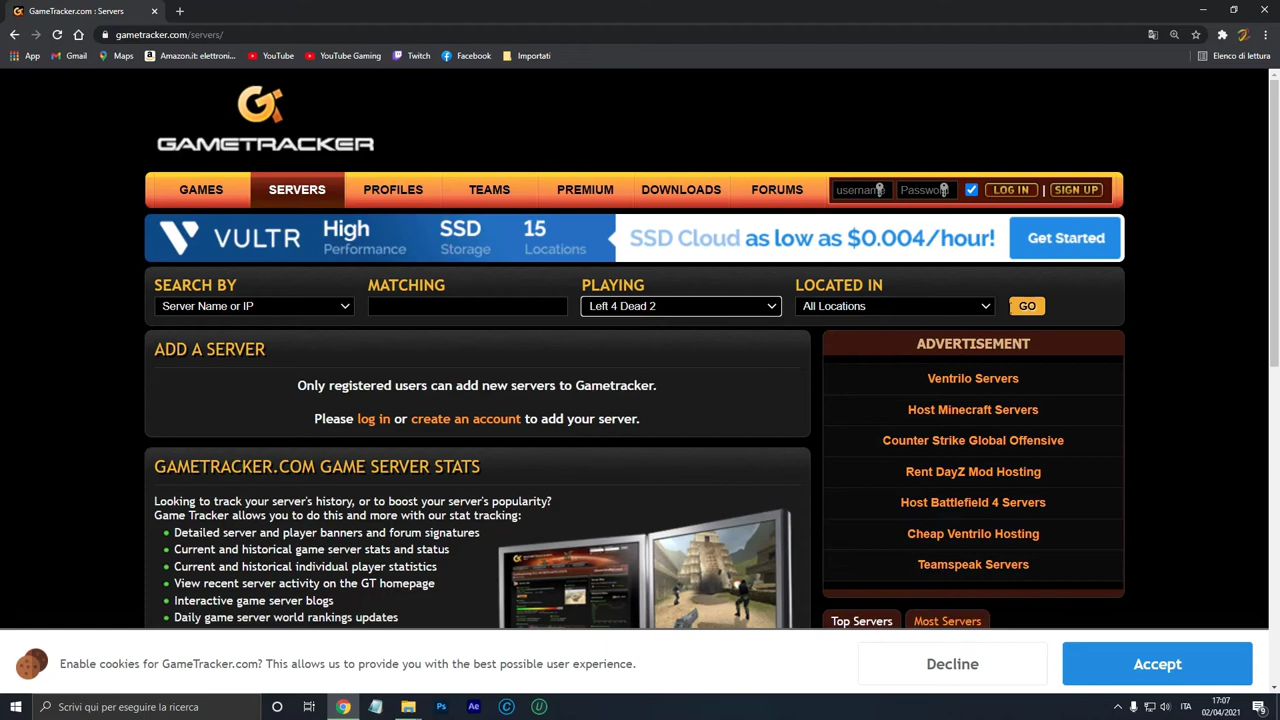 GameTracker.com : Servers
gametracker.com/servers/
App
Gmail
Maps
Amazon.it: elettroni...
YouTube
YouTube Gaming
Twitch
Facebook
Importati
Elenco di lettura
GAMETRACKER
GAMES
SERVERS
PROFILES
TEAMS
PREMIUM
DOWNLOADS
FORUMS
username
Password
LOG IN | SIGN UP
VULTR
High Performance
SSD Storage
15 Locations
SSD Cloud as low as $0.004/hour!
Get Started
SEARCH BY
MATCHING
PLAYING
LOCATED IN
Server Name or IP
Left 4 Dead 2
All Locations
GO
ADD A SERVER
Only registered users can add new servers to Gametracker.
Please log in or create an account to add your server.
GAMETRACKER.COM GAME SERVER STATS
Looking to track your server's history, or to boost your server's popularity?
Game Tracker allows you to do this and more with our stat tracking:
Detailed server and player banners and forum signatures
Current and historical game server stats and status
Current and historical individual player statistics
View recent server activity on the GT homepage
Interactive game server blogs
Daily game server world rankings updates
ADVERTISEMENT
Ventrilo Servers
Host Minecraft Servers
Counter Strike Global Offensive
Rent DayZ Mod Hosting
Host Battlefield 4 Servers
Cheap Ventrilo Hosting
Teamspeak Servers
Top Servers
Most Servers
Enable cookies for GameTracker.com? This allows us to provide you with the best possible user experience.
Decline
Accept
Scrivi qui per eseguire la ricerca
Ps
Ae
ITA
17:07
02/04/2021
9